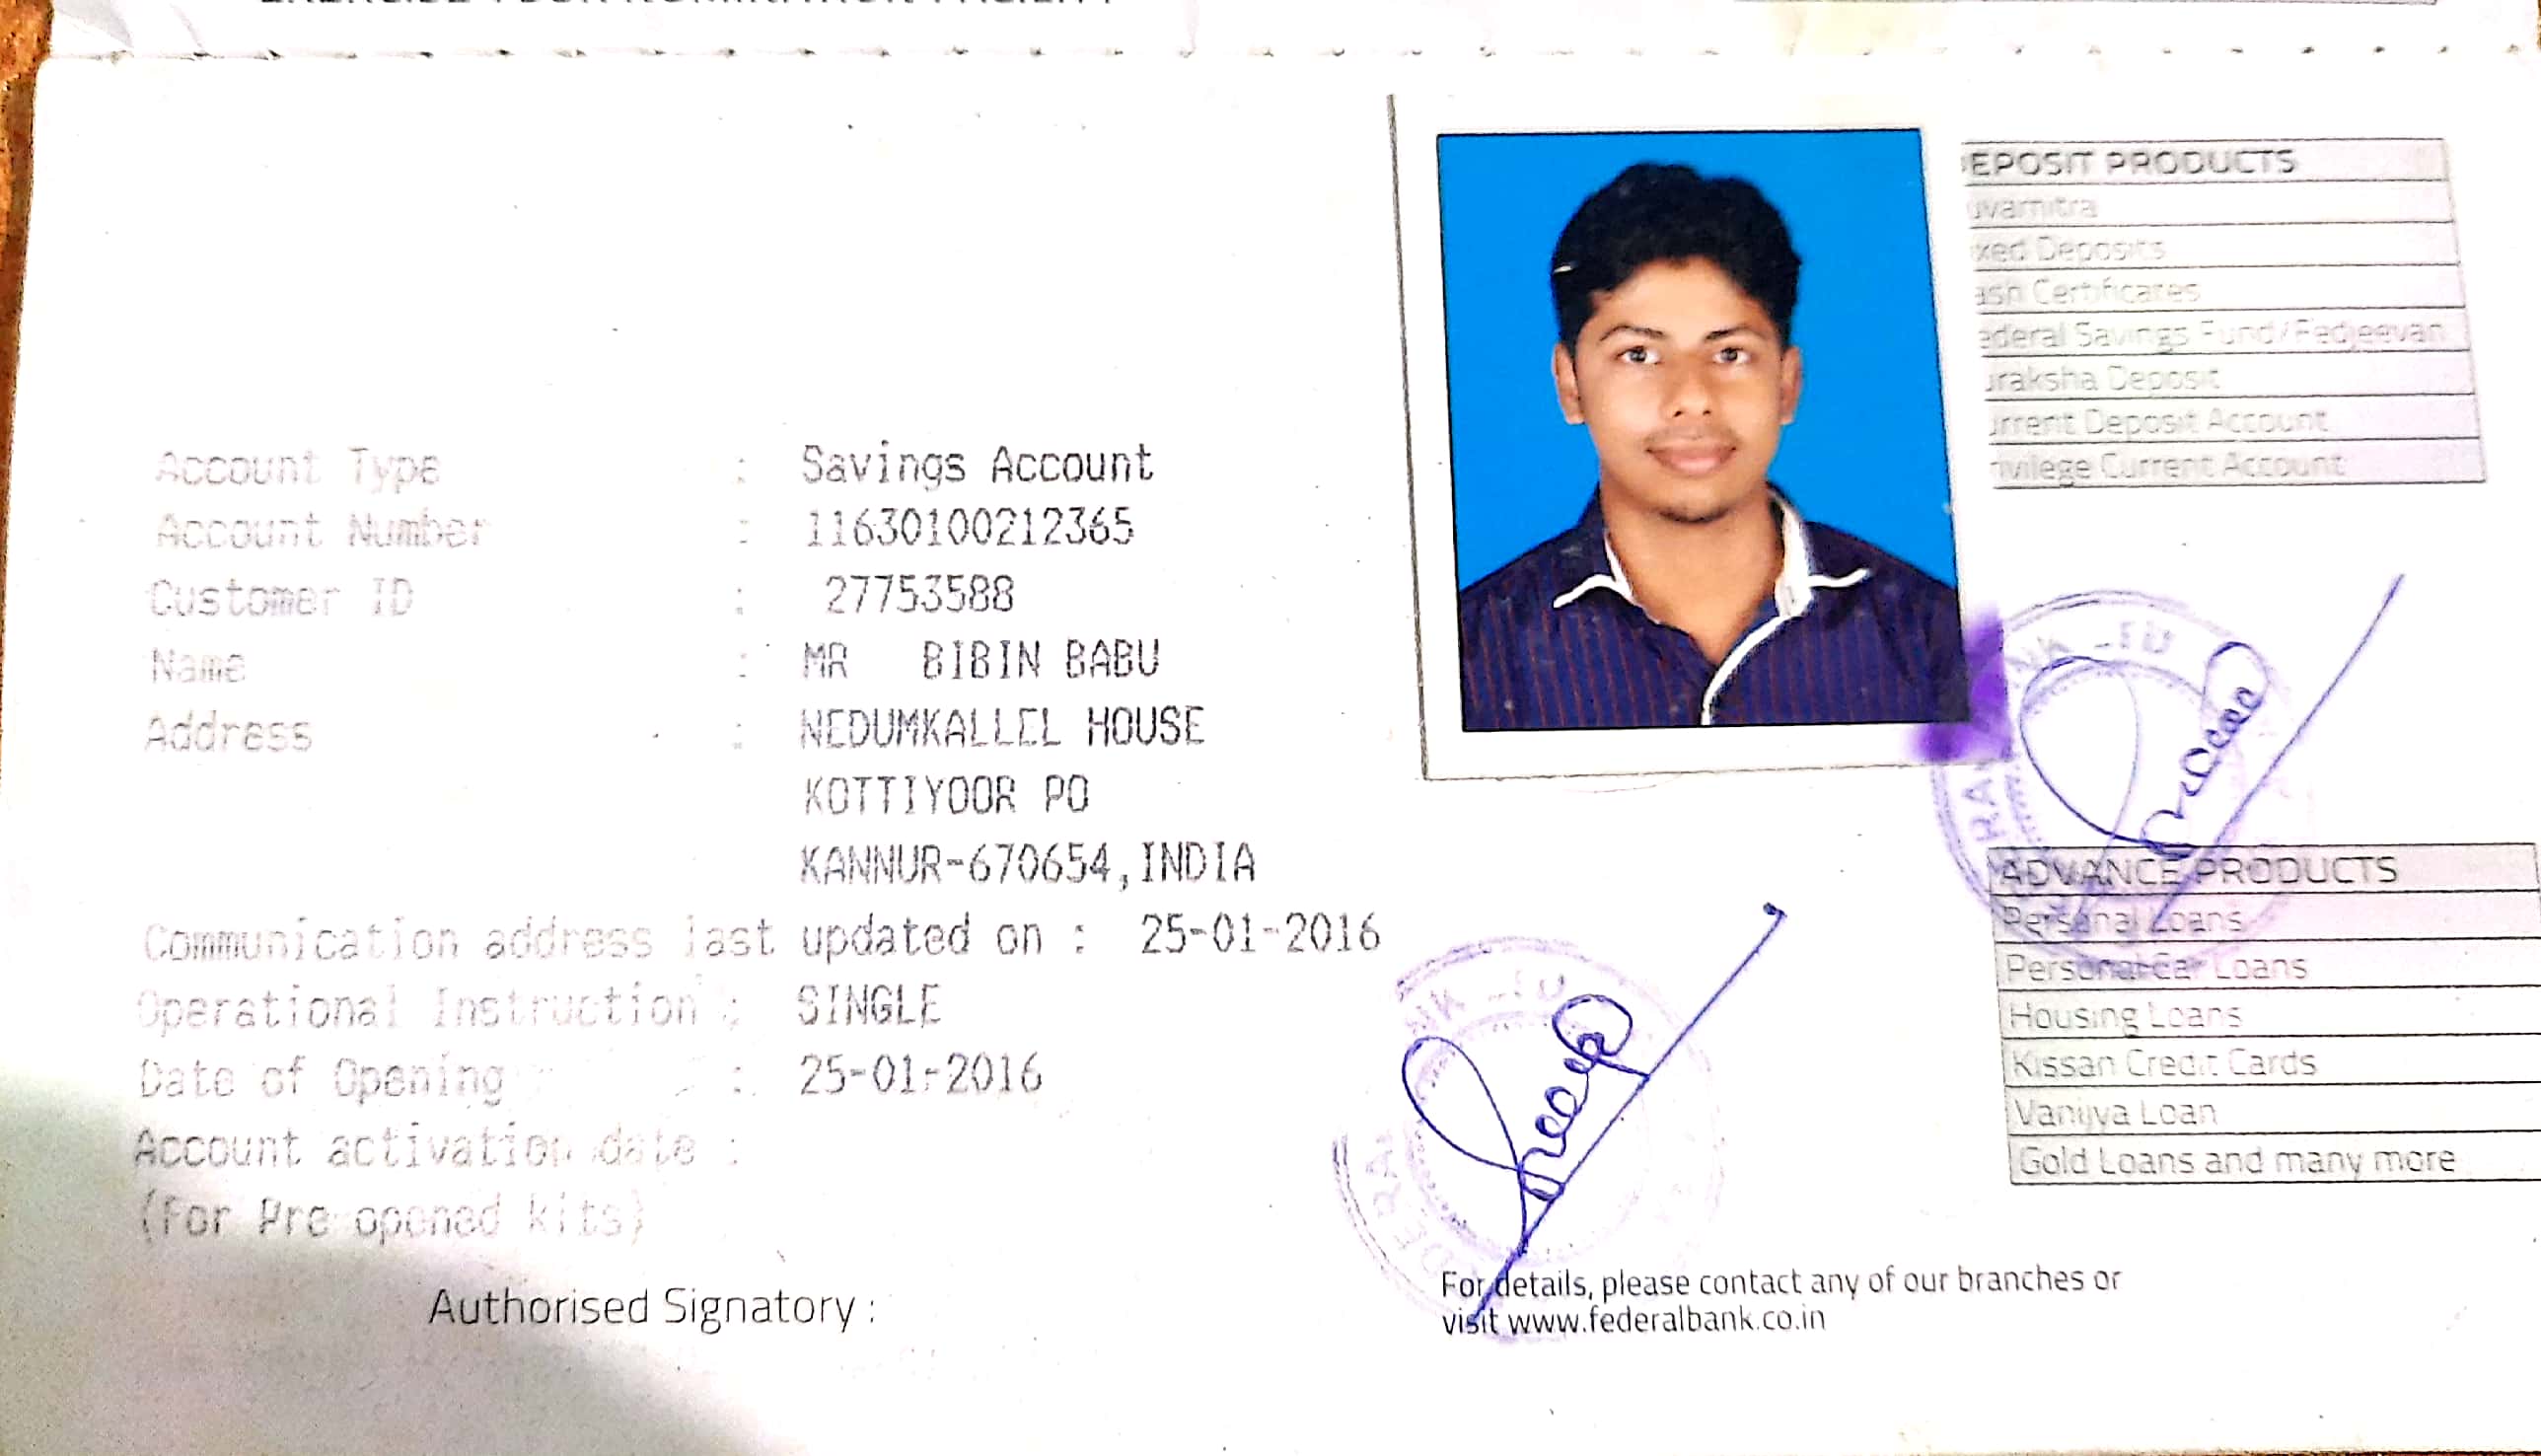 EXERCISE YOUR NOMINATION FACILITY
Account Type : Savings Account
Account Number : 11630100212365
Customer ID : 27753588
Name : MR BIBIN BABU
Address : NEDUMKALLEL HOUSE
KOTTIYOOR PO
KANNUR-670654,INDIA
Communication address last updated on : 25-01-2016
Operational Instruction : SINGLE
Date of Opening : 25-01-2016
Account activation date :
(For Pre opened kits)
Authorised Signatory :
EPOSIT PRODUCTS
uvamitra
xed Deposits
ash Certificates
ederal Savings Fund/Fedjeevan
uraksha Deposit
urrent Deposit Account
rivilege Current Account
ADVANCE PRODUCTS
Personal Loans
Personal Car Loans
Housing Loans
Kissan Credit Cards
Vanijya Loan
Gold Loans and many more
For details, please contact any of our branches or
visit www.federalbank.co.in